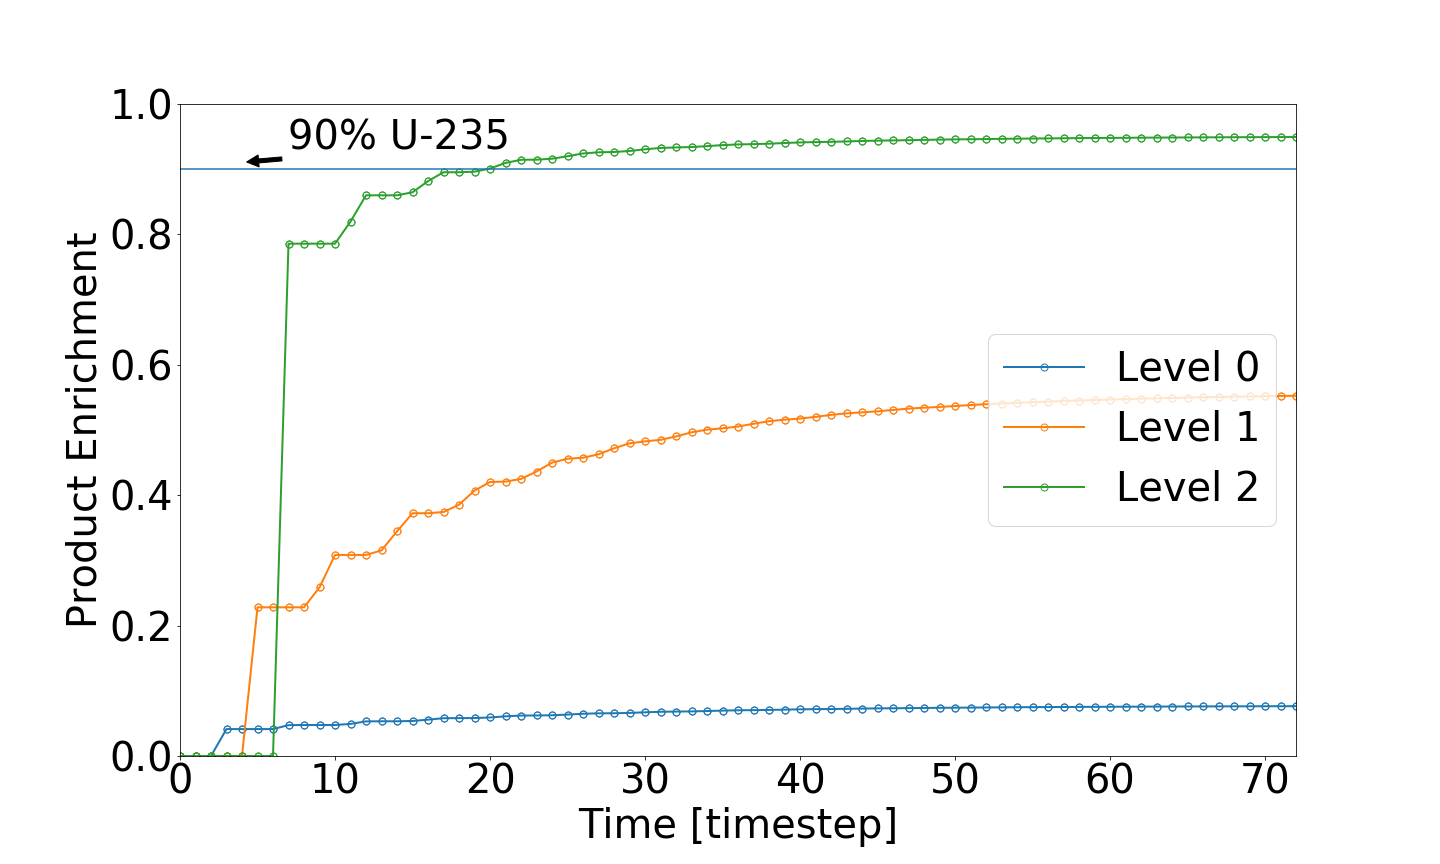 1.0
90% U-235
0.8
0.6
0.4
0.2
0.0
Product Enrichment
Level 0
Level 1
Level 2
0 10 20 30 40 50 60 70
Time [timestep]